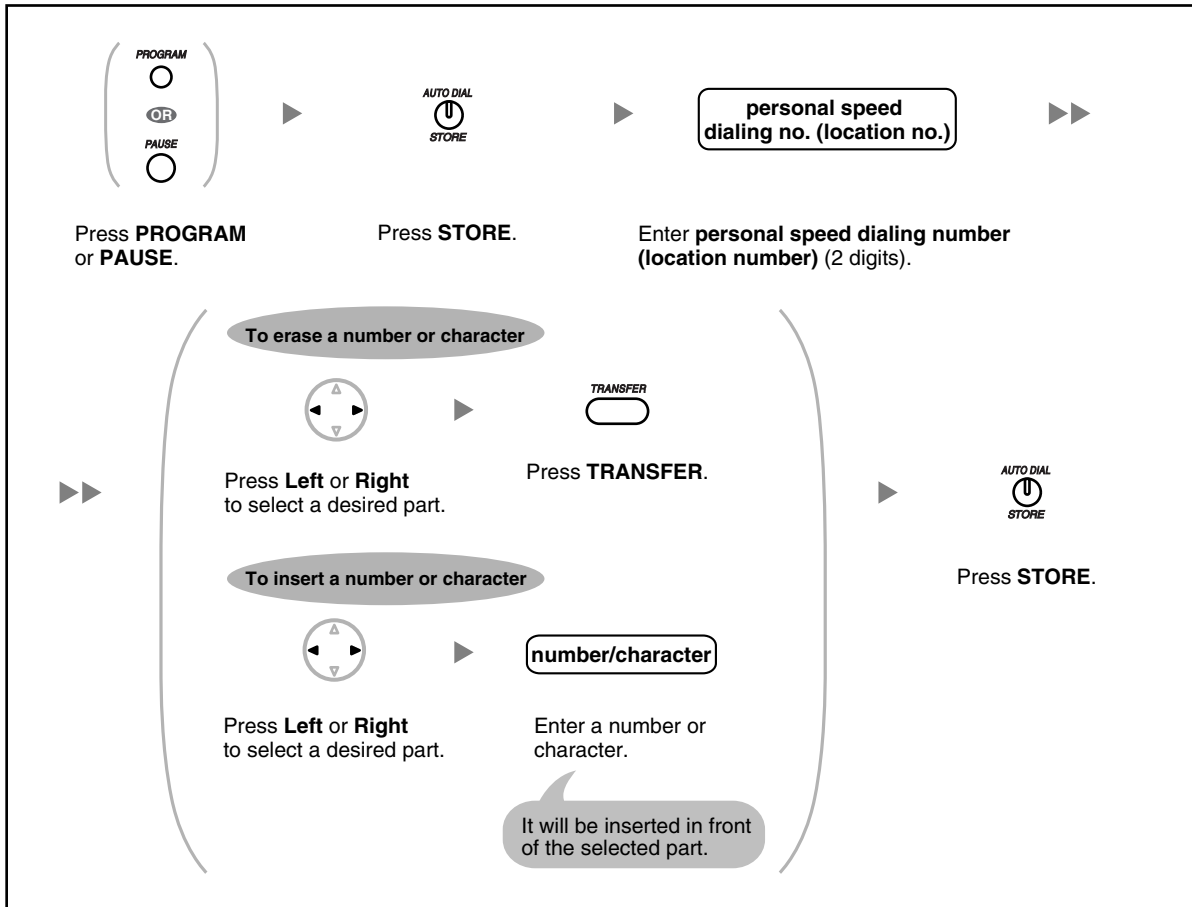 PROGRAM
OR
PAUSE
AUTO DIAL
STORE
personal speed
dialing no. (location no.)
Press PROGRAM
or PAUSE.
Press STORE.
Enter personal speed dialing number
(location number) (2 digits).
To erase a number or character
TRANSFER
Press Left or Right
to select a desired part.
Press TRANSFER.
To insert a number or character
number/character
Press Left or Right
to select a desired part.
Enter a number or
character.
It will be inserted in front
of the selected part.
AUTO DIAL
STORE
Press STORE.